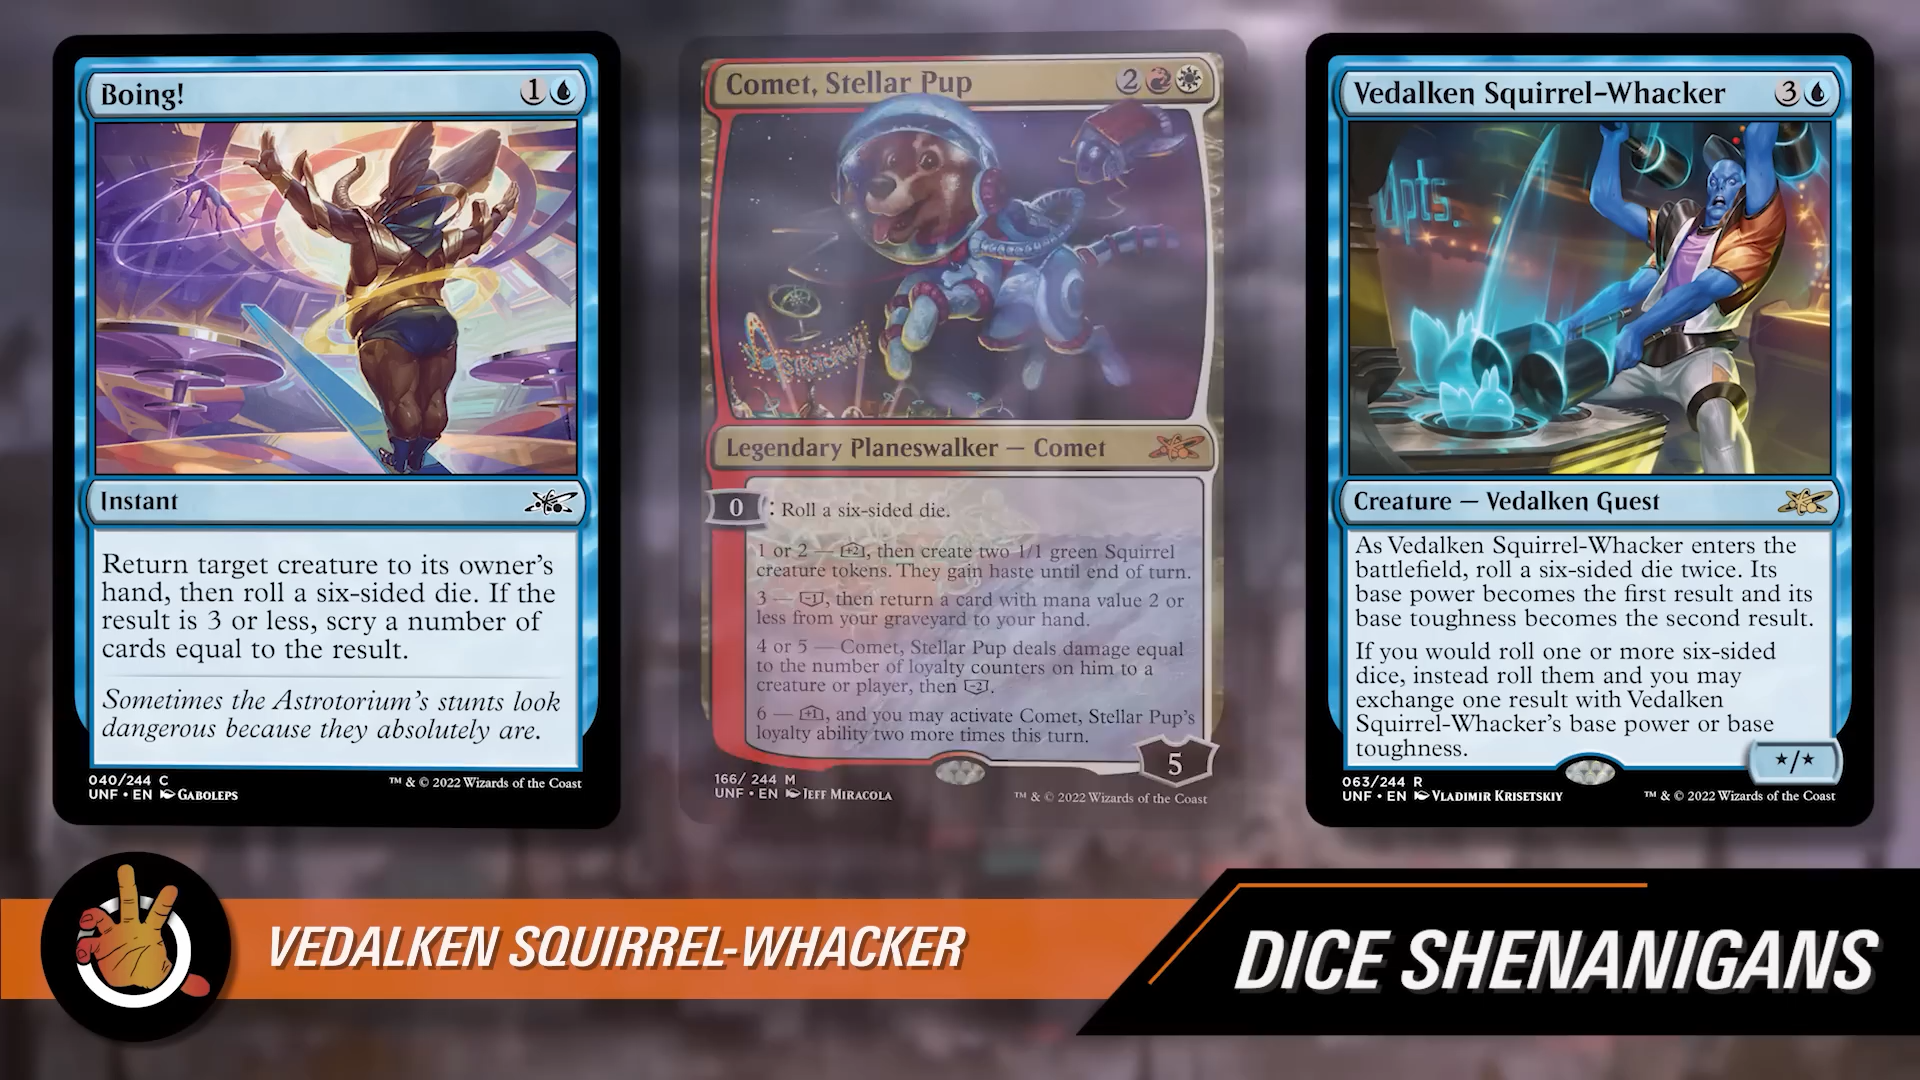 Boing!
1
Instant
Return target creature to its owner's
hand, then roll a six-sided die. If the
result is 3 or less, scry a number of
cards equal to the result.
Sometimes the Astrotorium's stunts look
dangerous because they absolutely are.
040/244 C
UNF • EN GABOLEPS
™ & © 2022 Wizards of the Coast
Comet, Stellar Pup
2
ASTROTORIUM
Legendary Planeswalker — Comet
0 : Roll a six-sided die.
1 or 2 — +2, then create two 1/1 green Squirrel
creature tokens. They gain haste until end of turn.
3 — -1, then return a card with mana value 2 or
less from your graveyard to your hand.
4 or 5 — Comet, Stellar Pup deals damage equal
to the number of loyalty counters on him to a
creature or player, then -2.
6 — +1, and you may activate Comet, Stellar Pup's
loyalty ability two more times this turn.
5
166/ 244 M
UNF • EN JEFF MIRACOLA
™ & © 2022 Wizards of the Coast
Vedalken Squirrel-Whacker
3
pts.
Creature — Vedalken Guest
As Vedalken Squirrel-Whacker enters the
battlefield, roll a six-sided die twice. Its
base power becomes the first result and its
base toughness becomes the second result.
If you would roll one or more six-sided
dice, instead roll them and you may
exchange one result with Vedalken
Squirrel-Whacker's base power or base
toughness.
*/*
063/244 R
UNF • EN VLADIMIR KRISETSKIY
™ & © 2022 Wizards of the Coast
VEDALKEN SQUIRREL-WHACKER
DICE SHENANIGANS